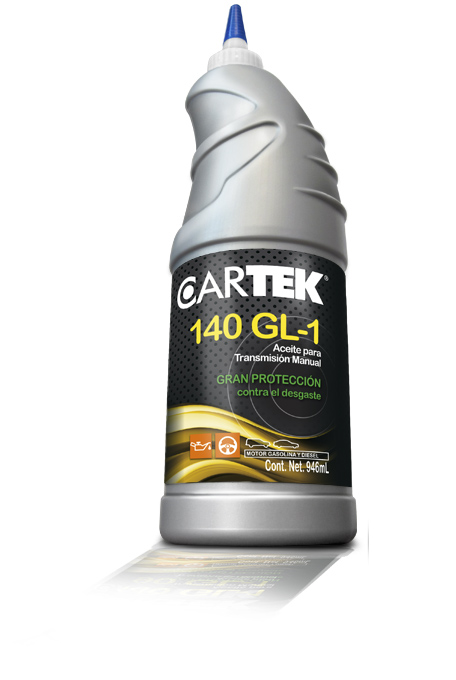 CARTEK®
140 GL-1
Aceite para
Transmisión Manual
GRAN PROTECCIÓN
contra el desgaste
MOTOR GASOLINA Y DIESEL
Cont. Net. 946mL